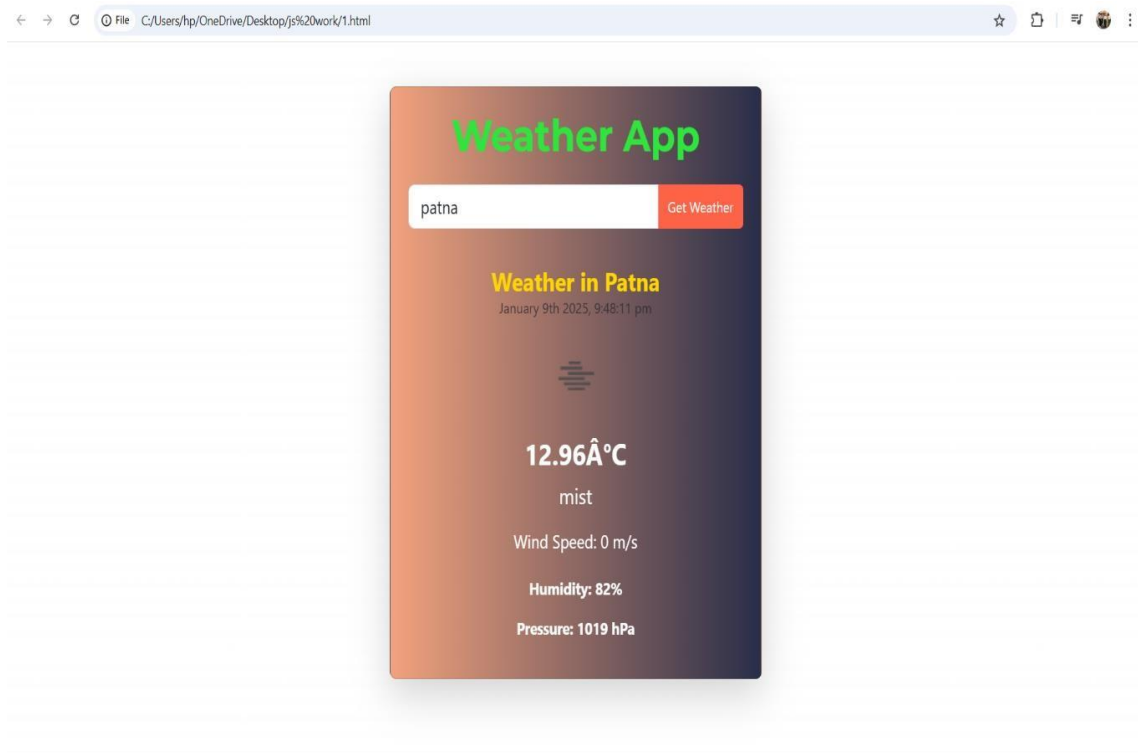 File C:/Users/hp/OneDrive/Desktop/js%20work/1.html
Weather App
patna Get Weather
Weather in Patna
January 9th 2025, 9:48:11 pm
12.96Â°C
mist
Wind Speed: 0 m/s
Humidity: 82%
Pressure: 1019 hPa